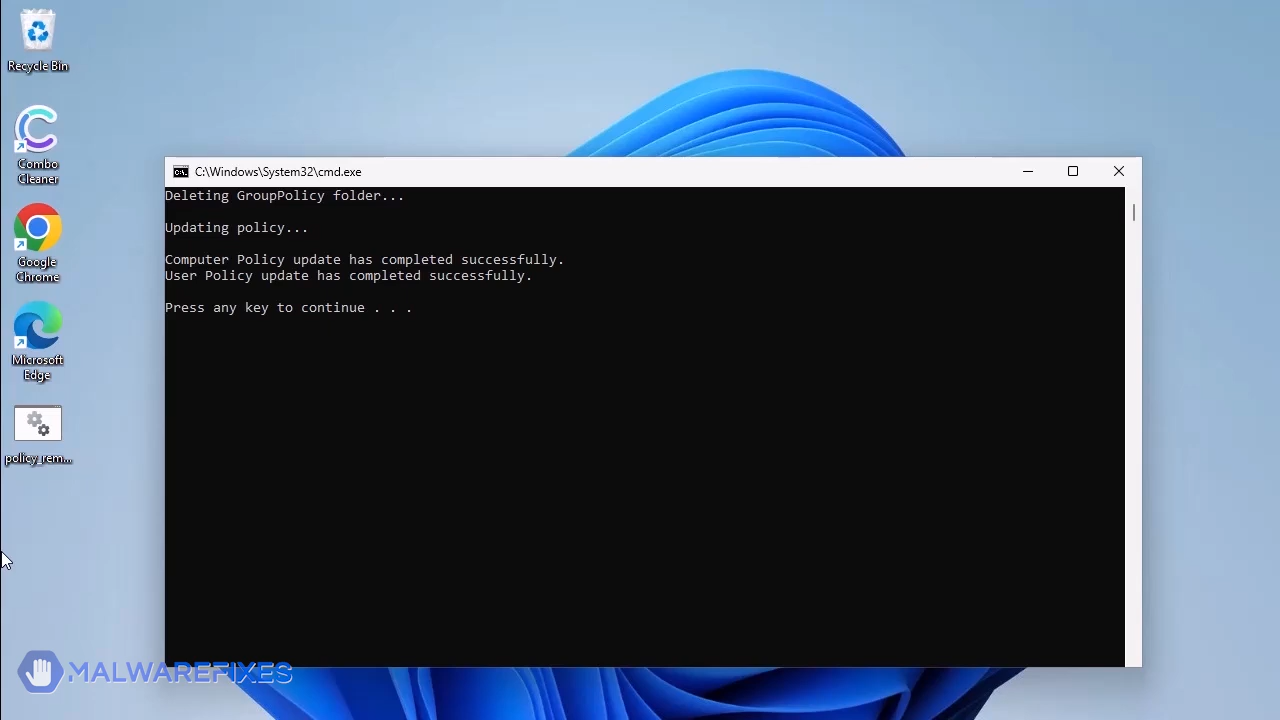 Recycle Bin
Combo
Cleaner
Google
Chrome
Microsoft
Edge
policy_rem...
C:\Windows\System32\cmd.exe
Deleting GroupPolicy folder...
Updating policy...
Computer Policy update has completed successfully.
User Policy update has completed successfully.
Press any key to continue . . .
MALWAREFIXES